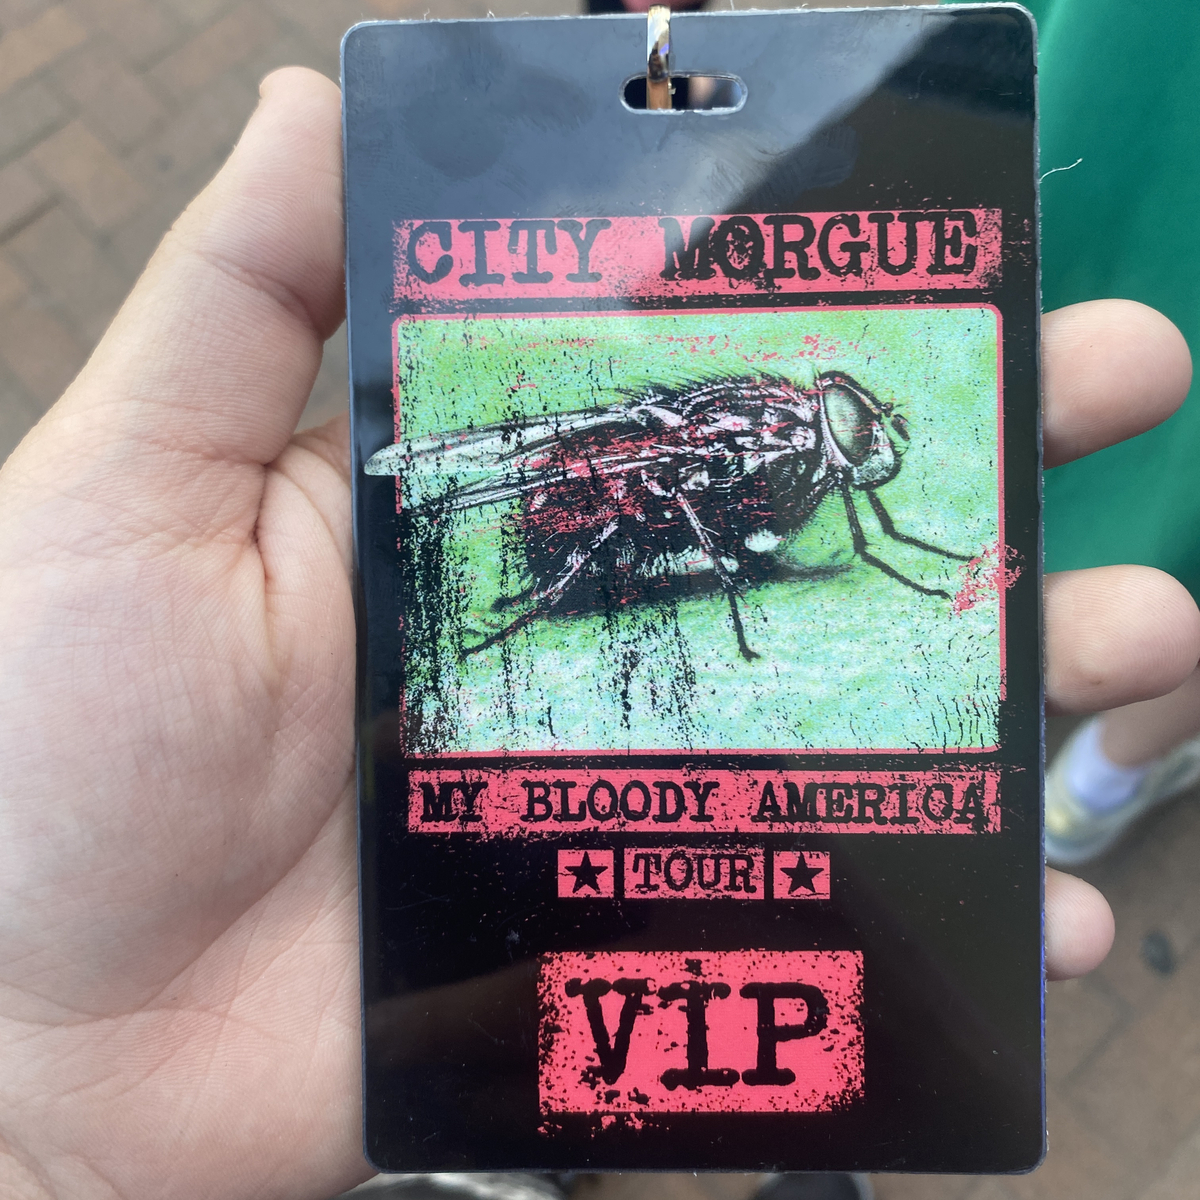 CITY MORGUE
MY BLOODY AMERICA
★ TOUR ★
VIP